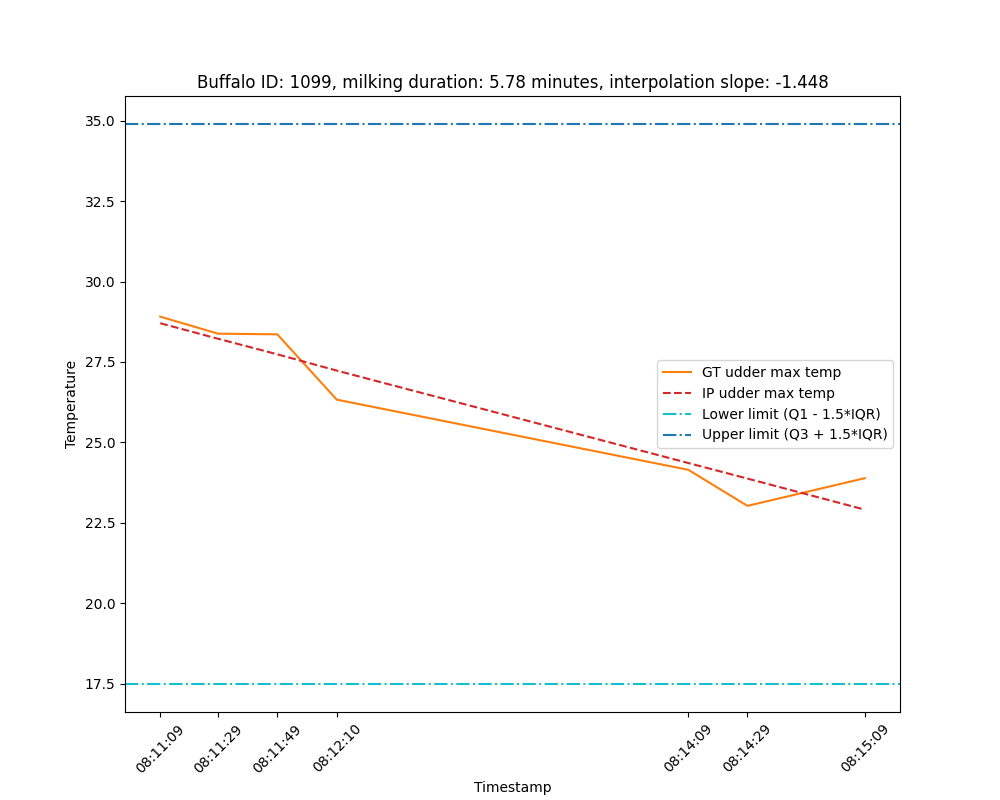 Buffalo ID: 1099, milking duration: 5.78 minutes, interpolation slope: -1.448
35.0
32.5
30.0
27.5
25.0
22.5
20.0
17.5
Temperature
GT udder max temp
IP udder max temp
Lower limit (Q1 - 1.5*IQR)
Upper limit (Q3 + 1.5*IQR)
08:11:09
08:11:29
08:11:49
08:12:10
08:14:09
08:14:29
08:15:09
Timestamp